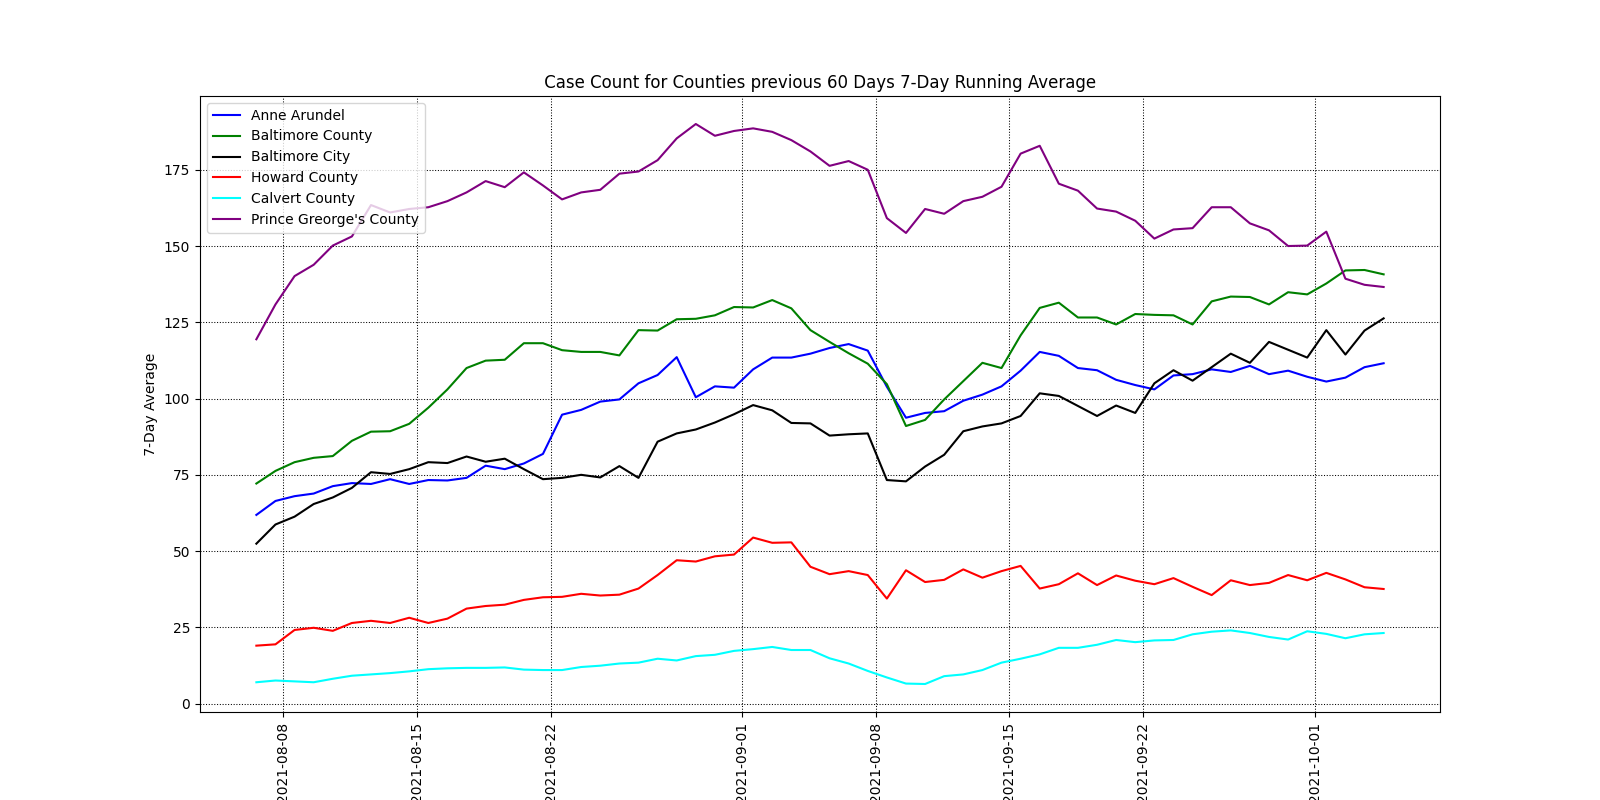 Case Count for Counties previous 60 Days 7-Day Running Average
Anne Arundel
Baltimore County
Baltimore City
Howard County
Calvert County
Prince Greorge's County
7-Day Average
175
150
125
100
75
50
25
0
2021-08-08
2021-08-15
2021-08-22
2021-09-01
2021-09-08
2021-09-15
2021-09-22
2021-10-01